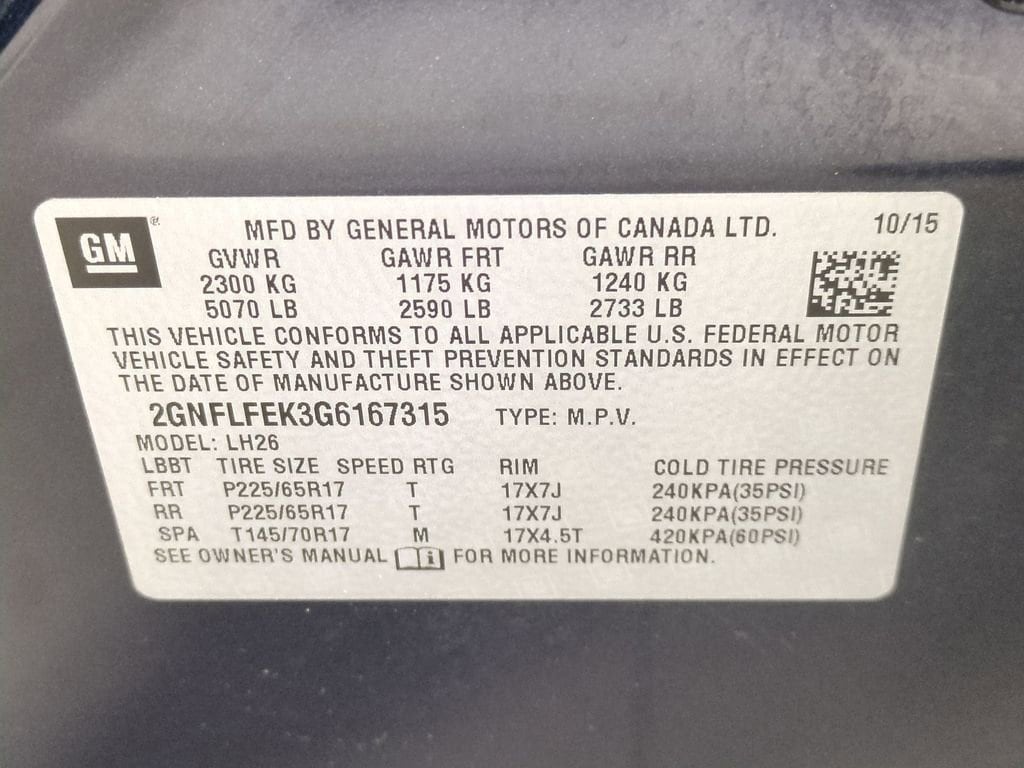 GM ® MFD BY GENERAL MOTORS OF CANADA LTD. 10/15
GVWR GAWR FRT GAWR RR
2300 KG 1175 KG 1240 KG
5070 LB 2590 LB 2733 LB
THIS VEHICLE CONFORMS TO ALL APPLICABLE U.S. FEDERAL MOTOR
VEHICLE SAFETY AND THEFT PREVENTION STANDARDS IN EFFECT ON
THE DATE OF MANUFACTURE SHOWN ABOVE.
2GNFLFEK3G6167315 TYPE: M.P.V.
MODEL: LH26
LBBT TIRE SIZE SPEED RTG RIM COLD TIRE PRESSURE
FRT P225/65R17 T 17X7J 240KPA(35PSI)
RR P225/65R17 T 17X7J 240KPA(35PSI)
SPA T145/70R17 M 17X4.5T 420KPA(60PSI)
SEE OWNER'S MANUAL i FOR MORE INFORMATION.